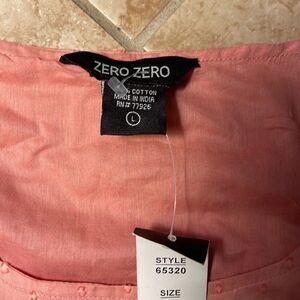 ZERO ZERO
% COTTON
MADE IN INDIA
RN# 77926
L
STYLE
65320
SIZE